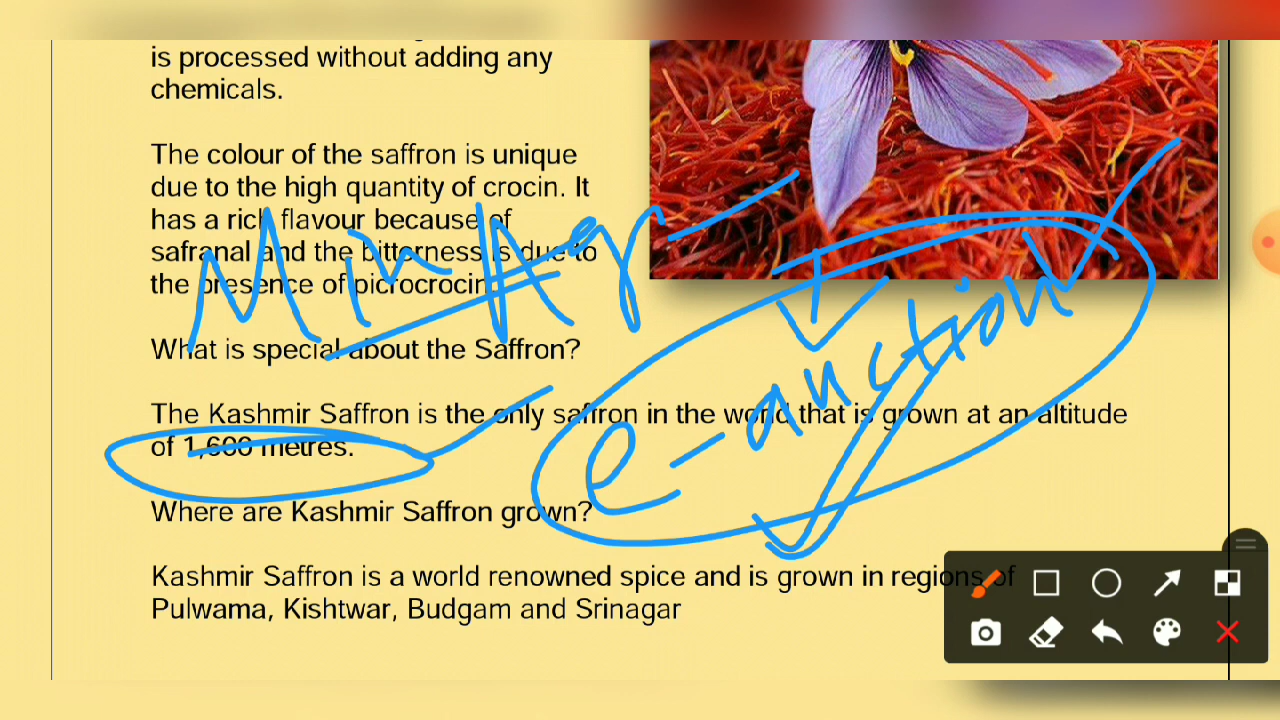 is processed without adding any
chemicals.
The colour of the saffron is unique
due to the high quantity of crocin. It
has a rich flavour because of
safranal and the bitterness is due to
the presence of picrocrocin
What is special about the Saffron?
The Kashmir Saffron is the only saffron in the world that is grown at an altitude
of 1,600 metres.
Where are Kashmir Saffron grown?
Kashmir Saffron is a world renowned spice and is grown in regions of
Pulwama, Kishtwar, Budgam and Srinagar
e-auction